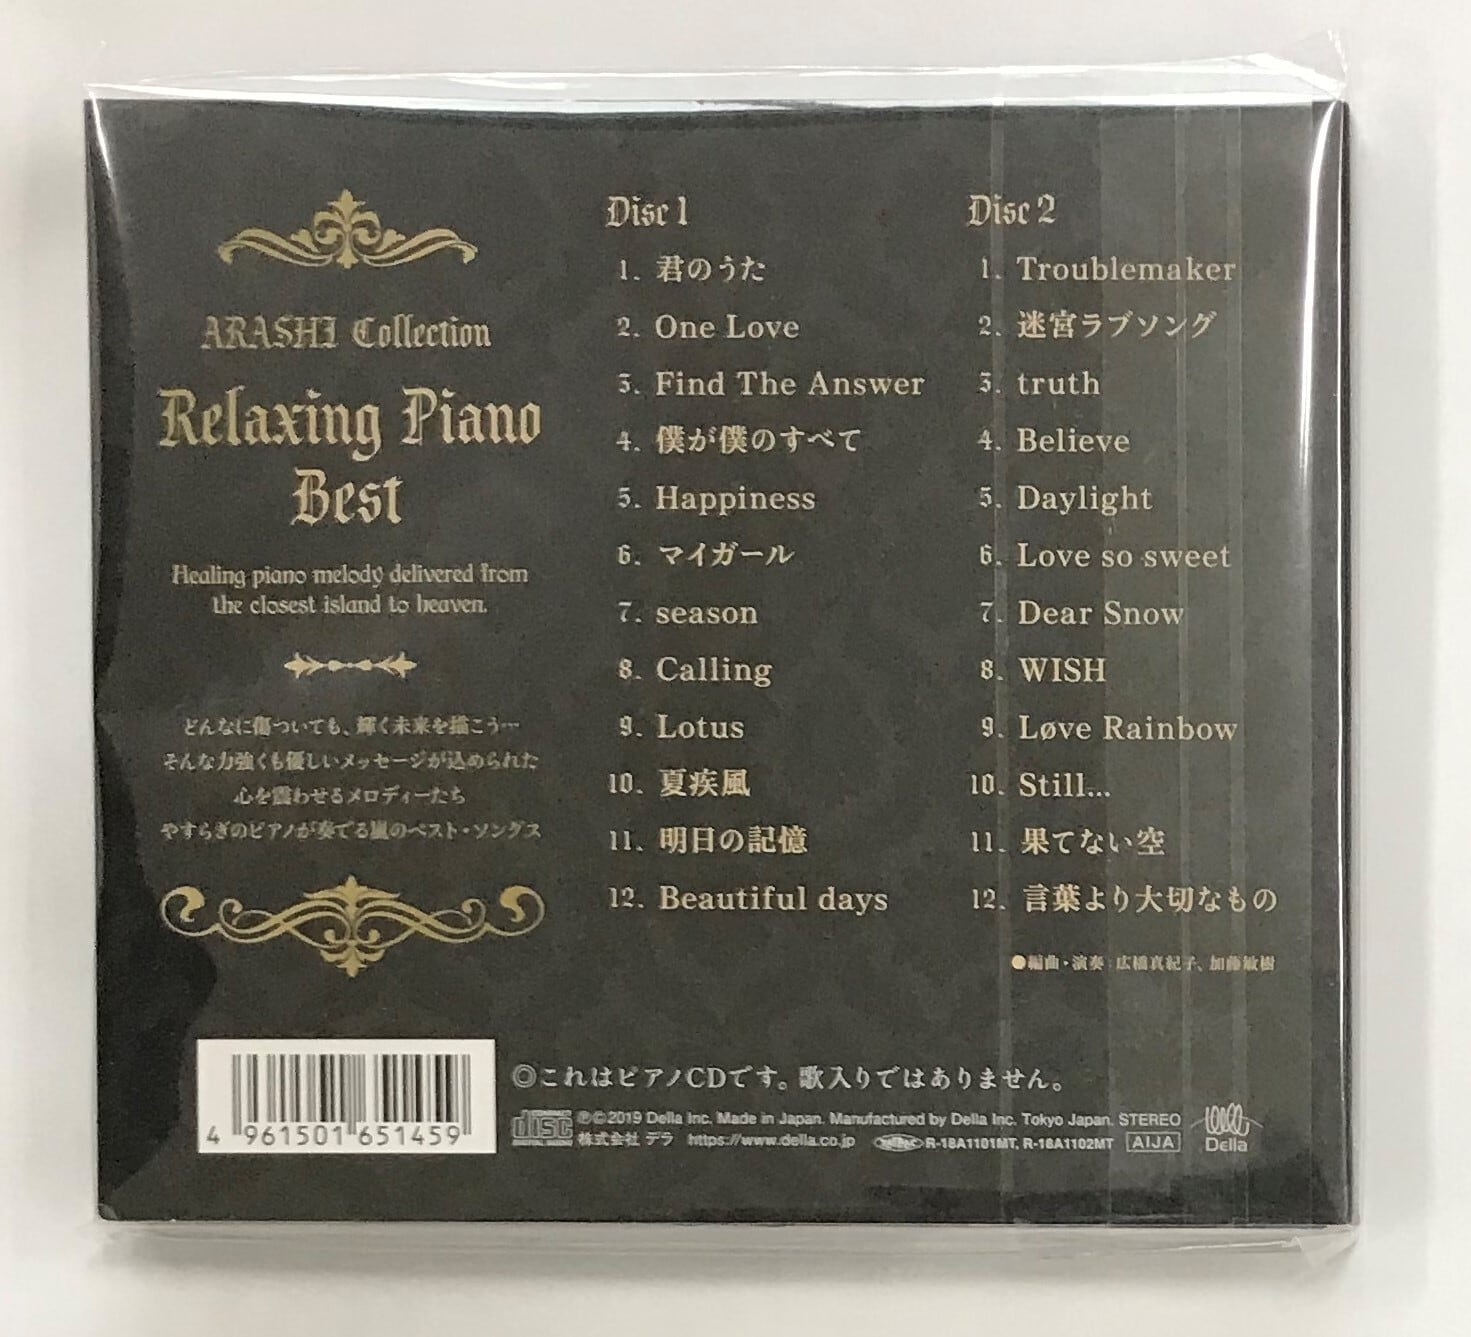 ARASHI Collection
Relaxing Piano
Best
Healing piano melody delivered from
the closest island to heaven.
どんなに傷ついても、輝く未来を描こう…
そんな力強くも優しいメッセージが込められた
心を震わせるメロディーたち
やすらぎのピアノが奏でる嵐のベスト・ソングス
Disc 1
1. 君のうた
2. One Love
3. Find The Answer
4. 僕が僕のすべて
5. Happiness
6. マイガール
7. season
8. Calling
9. Lotus
10. 夏疾風
11. 明日の記憶
12. Beautiful days
Disc 2
1. Troublemaker
2. 迷宮ラブソング
3. truth
4. Believe
5. Daylight
6. Love so sweet
7. Dear Snow
8. WISH
9. Løve Rainbow
10. Still...
11. 果てない空
12. 言葉より大切なもの
●編曲・演奏:広橋真紀子、加藤敏樹
4 961501 651459
◎これはピアノCDです。歌入りではありません。
disc DIGITAL AUDIO
℗©2019 Della Inc. Made in Japan. Manufactured by Della Inc. Tokyo Japan. STEREO
株式会社 デラ https://www.della.co.jp R-18A1101MT, R-18A1102MT AIJA
Della